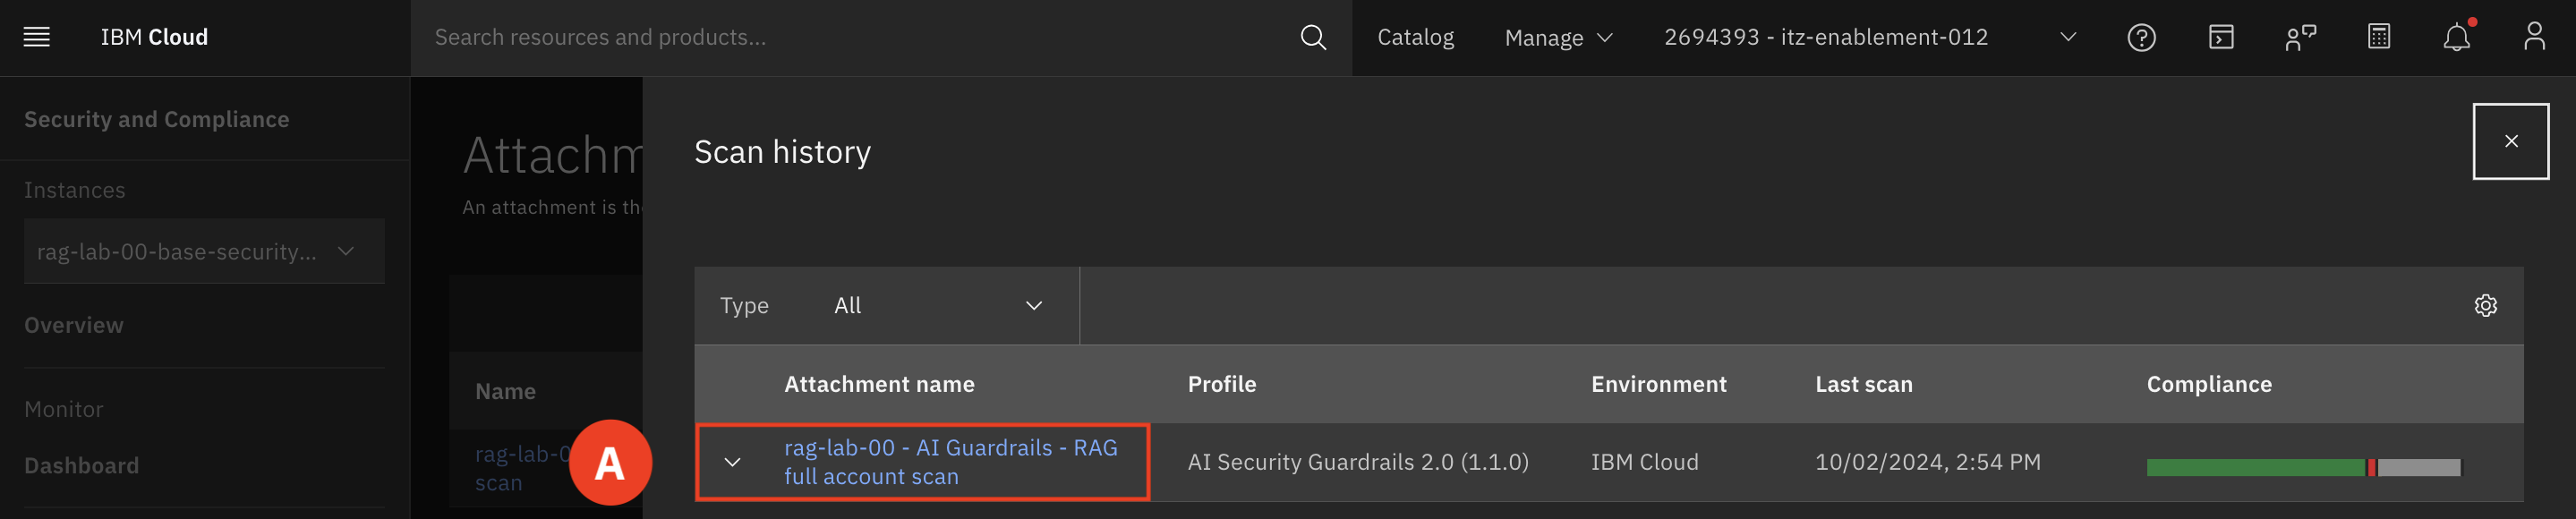 IBM Cloud
Search resources and products...
Catalog
Manage
2694393 - itz-enablement-012
Security and Compliance
Instances
rag-lab-00-base-security...
Overview
Monitor
Dashboard
Attachm
An attachment is th
Name
rag-lab-0
scan
A
Scan history
Type All
Attachment name Profile Environment Last scan Compliance
rag-lab-00 - AI Guardrails - RAG
full account scan
AI Security Guardrails 2.0 (1.1.0) IBM Cloud 10/02/2024, 2:54 PM